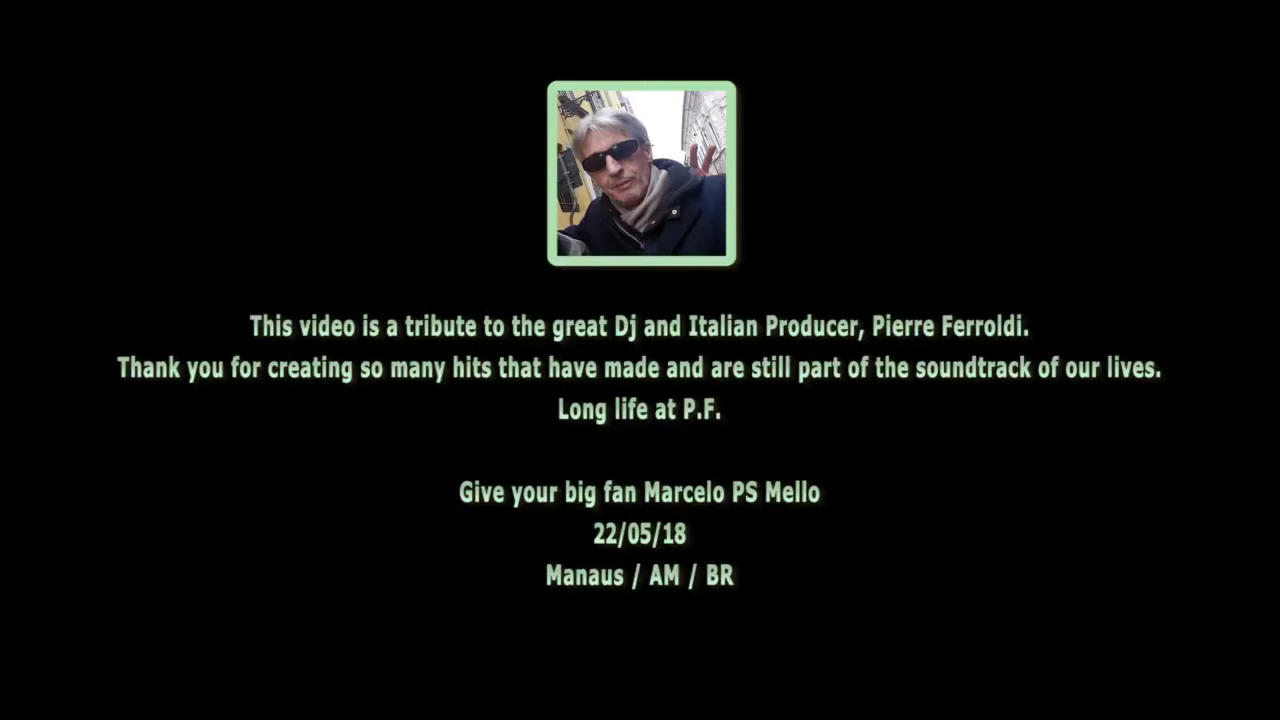 This video is a tribute to the great Dj and Italian Producer, Pierre Ferroldi.
Thank you for creating so many hits that have made and are still part of the soundtrack of our lives.
Long life at P.F.
Give your big fan Marcelo PS Mello
22/05/18
Manaus / AM / BR